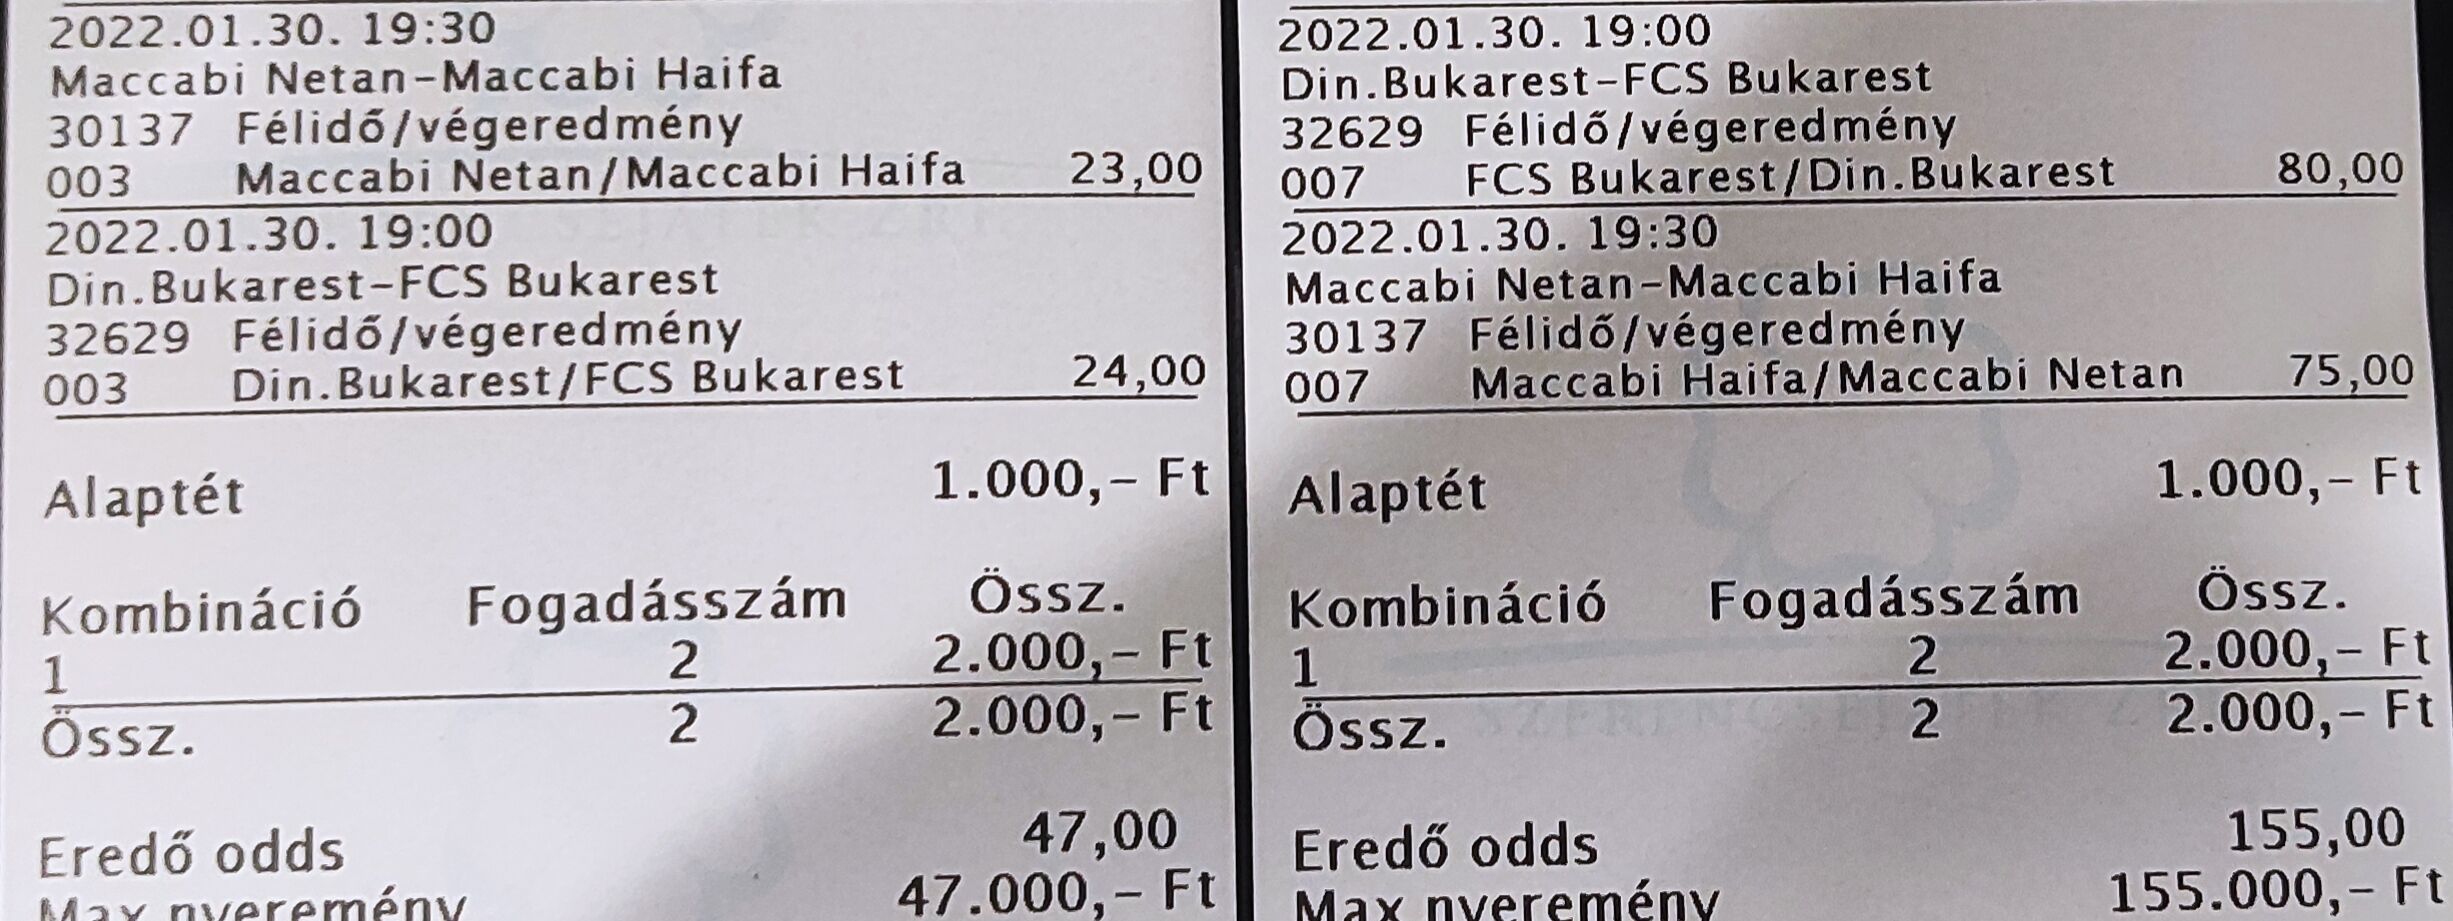 2022.01.30. 19:30
Maccabi Netan-Maccabi Haifa
30137 Félidő/végeredmény
003 Maccabi Netan/Maccabi Haifa 23,00
2022.01.30. 19:00
Din.Bukarest-FCS Bukarest
32629 Félidő/végeredmény
003 Din.Bukarest/FCS Bukarest 24,00
Alaptét 1.000,- Ft
Kombináció Fogadásszám Össz.
1 2 2.000,- Ft
Össz. 2 2.000,- Ft
Eredő odds 47,00
Max nyeremény 47.000,- Ft
2022.01.30. 19:00
Din.Bukarest-FCS Bukarest
32629 Félidő/végeredmény
007 FCS Bukarest/Din.Bukarest 80,00
2022.01.30. 19:30
Maccabi Netan-Maccabi Haifa
30137 Félidő/végeredmény
007 Maccabi Haifa/Maccabi Netan 75,00
Alaptét 1.000,- Ft
Kombináció Fogadásszám Össz.
1 2 2.000,- Ft
Össz. 2 2.000,- Ft
Eredő odds 155,00
Max nyeremény 155.000,- Ft